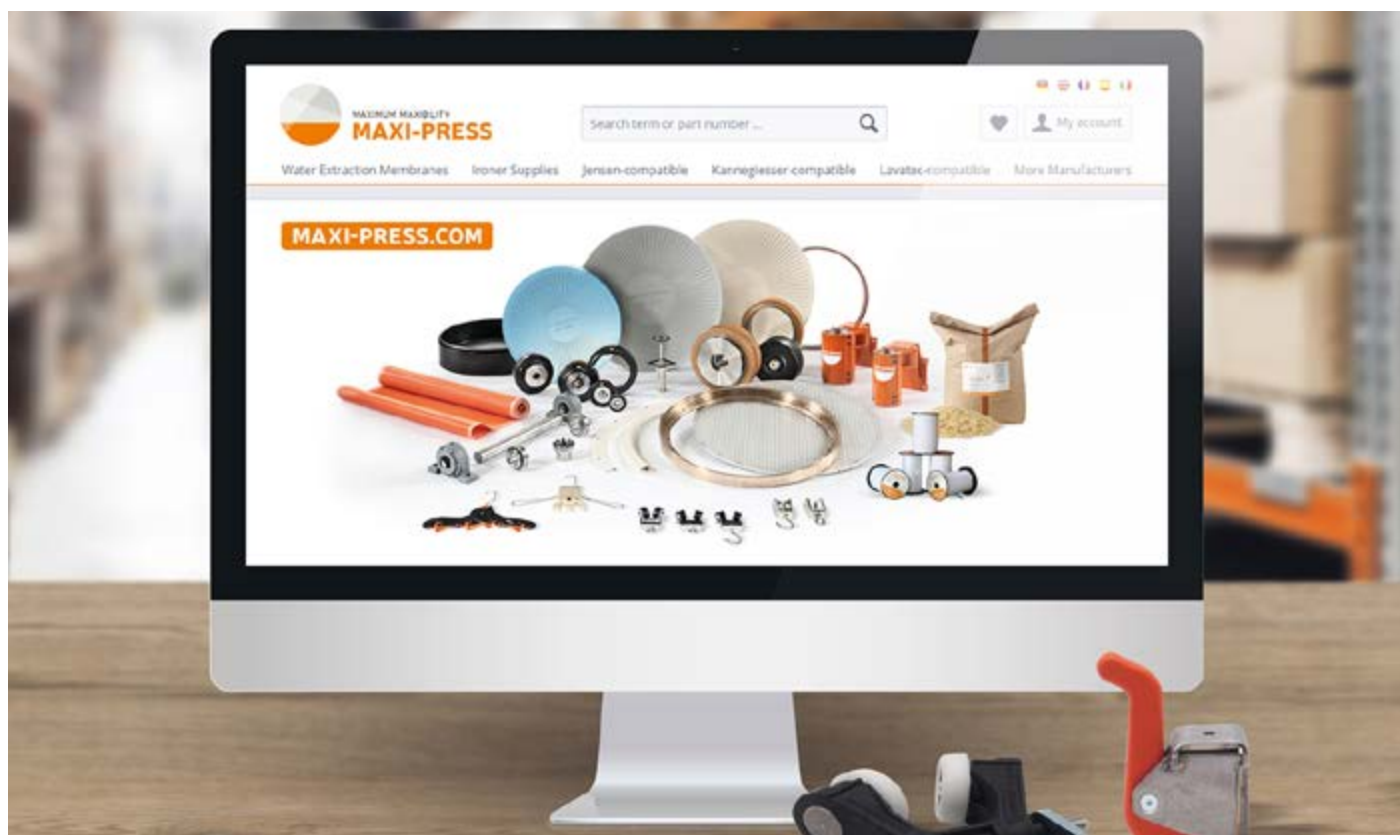 MAXIMUM MAXIBILITY
MAXI-PRESS
Search term or part number ...
My account
Water Extraction Membranes
Ironer Supplies
Jensen-compatible
Kannegiesser-compatible
Lavatec-compatible
More Manufacturers
MAXI-PRESS.COM